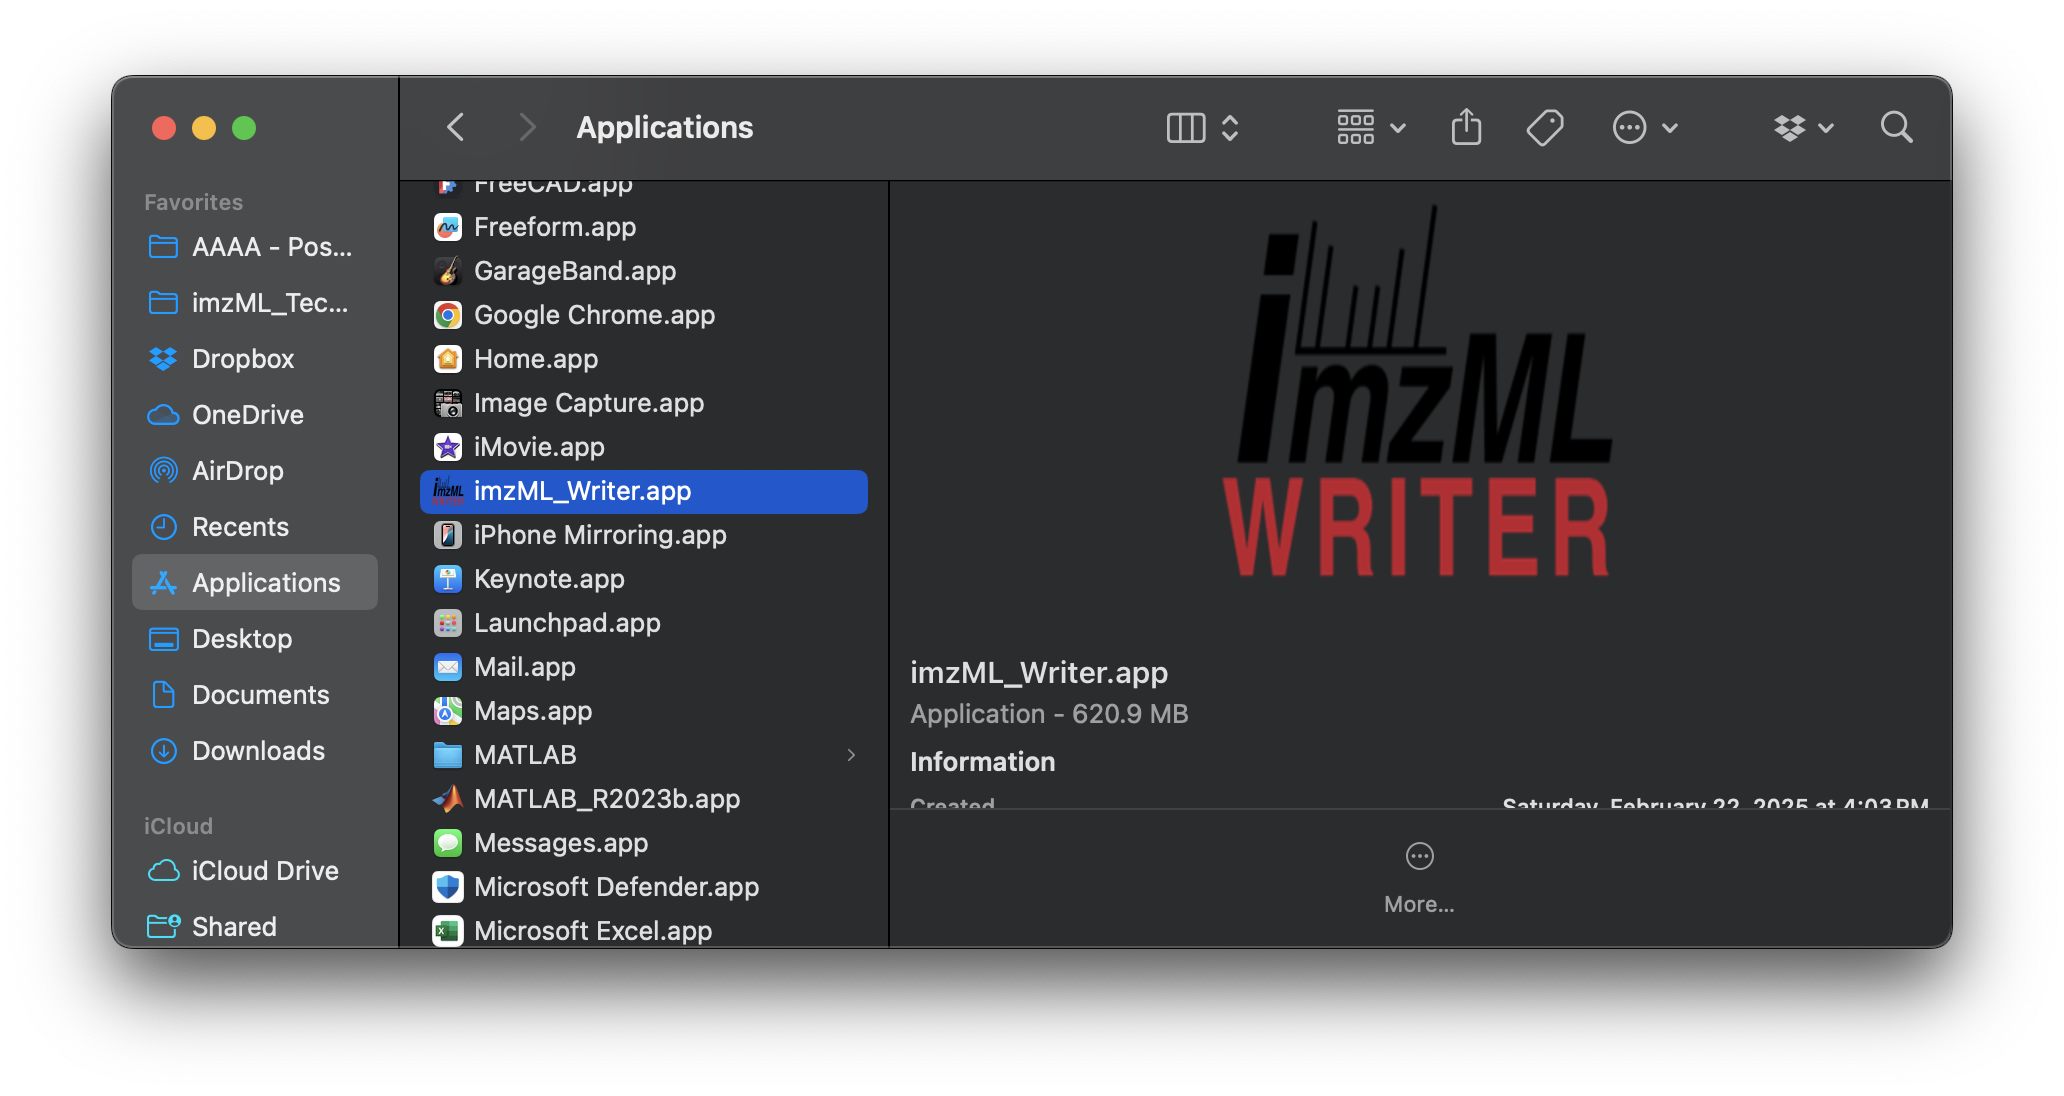 Applications
Favorites
AAAA - Pos...
imzML_Tec...
Dropbox
OneDrive
AirDrop
Recents
Applications
Desktop
Documents
Downloads
iCloud
iCloud Drive
Shared
FreeCAD.app
Freeform.app
GarageBand.app
Google Chrome.app
Home.app
Image Capture.app
iMovie.app
imzML_Writer.app
iPhone Mirroring.app
Keynote.app
Launchpad.app
Mail.app
Maps.app
MATLAB
MATLAB_R2023b.app
Messages.app
Microsoft Defender.app
Microsoft Excel.app
imzML
WRITER
imzML_Writer.app
Application - 620.9 MB
Information
Created Saturday, February 22, 2025 at 4:03 PM
More...